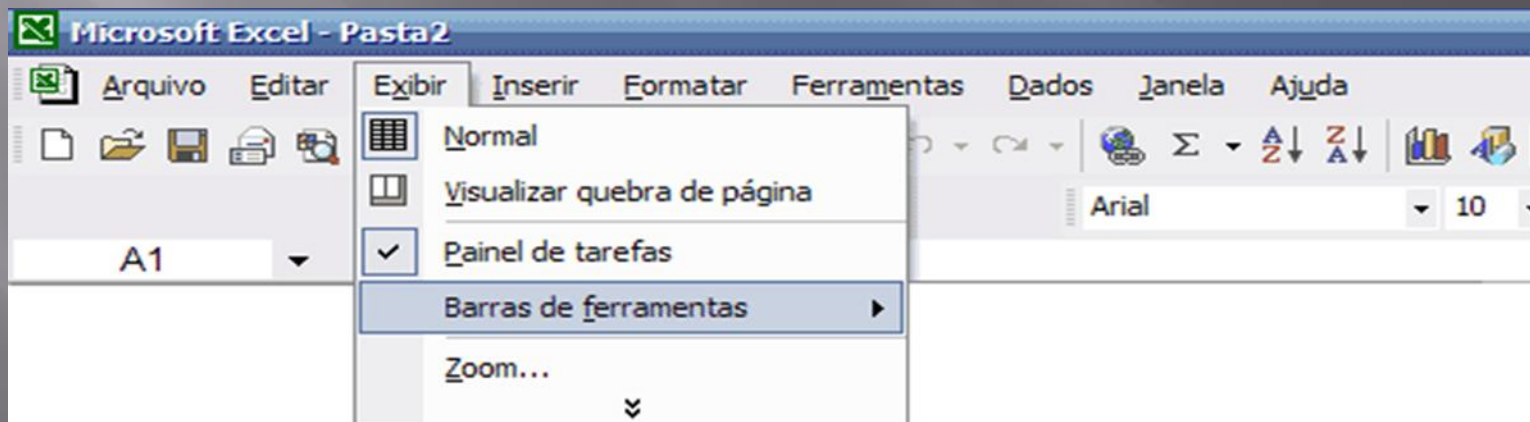 Microsoft Excel - Pasta2
Arquivo Editar Exibir Inserir Formatar Ferramentas Dados Janela Ajuda
Normal
Visualizar quebra de página
Arial 10
A1
Painel de tarefas
Barras de ferramentas
Zoom...